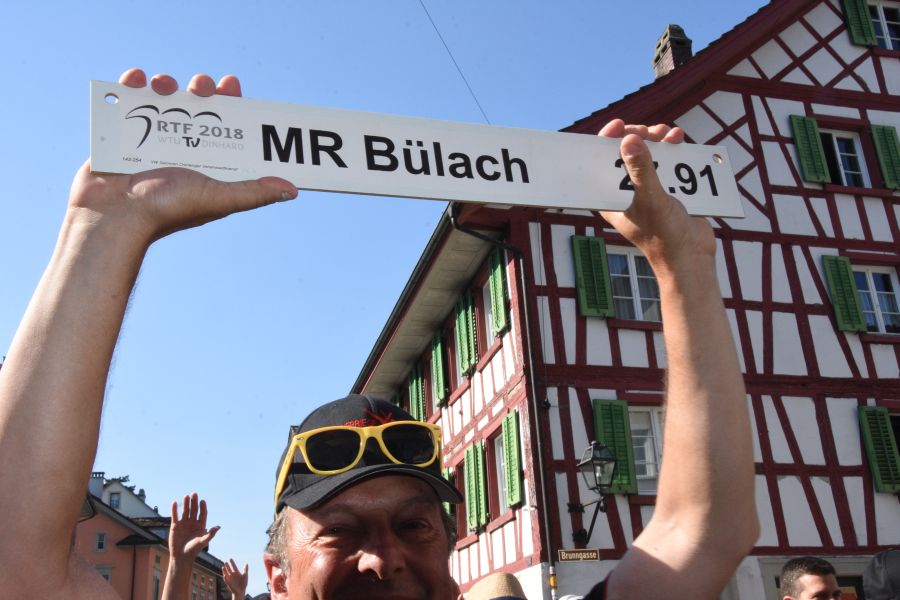 RTF 2018
WTU TV DINHARD
MR Bülach
.91
Brunngasse